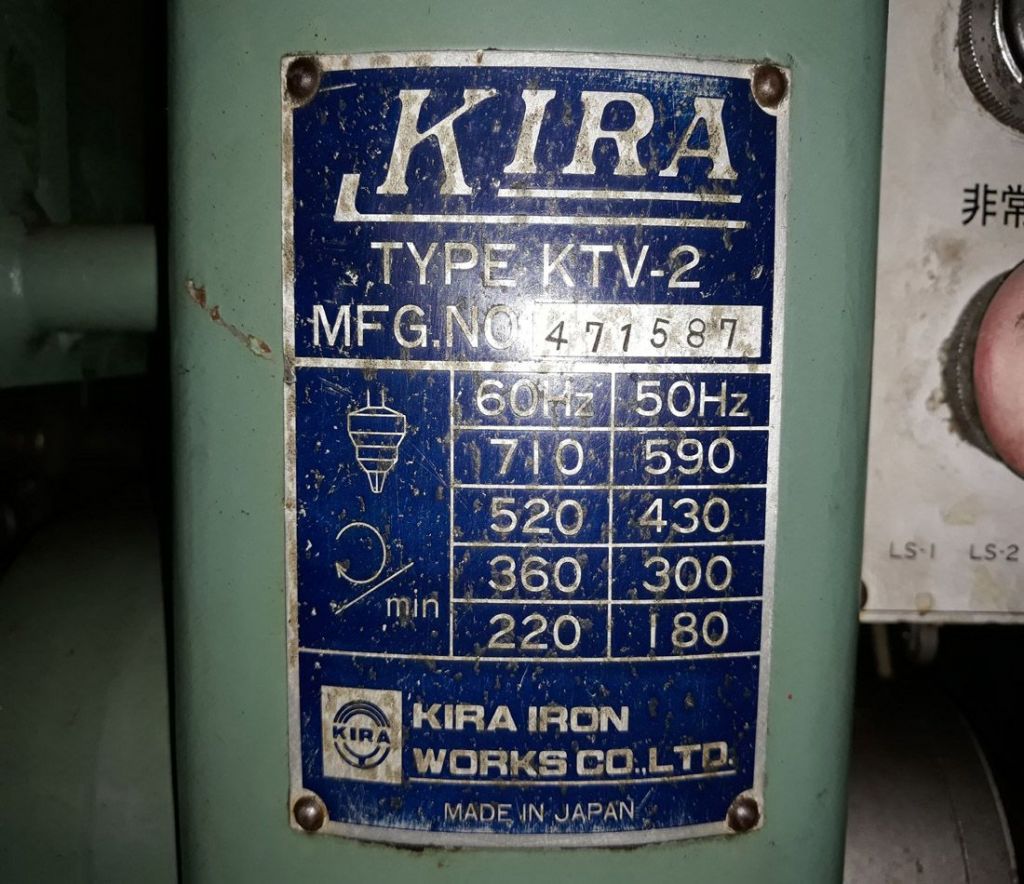 KIRA
TYPE KTV-2
MFG.NO 471587
60Hz 50Hz
710 590
520 430
360 300
min
220 180
KIRA
KIRA IRON
WORKS CO.,LTD.
MADE IN JAPAN
非常
LS-1 LS-2